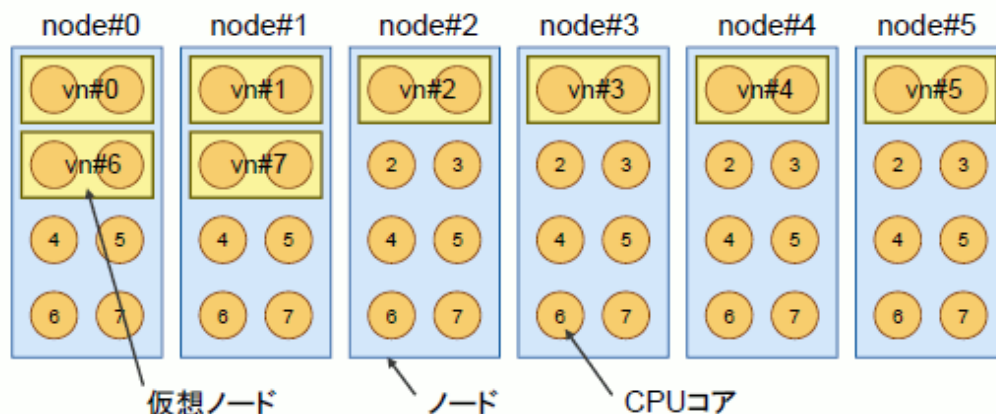 node#0 node#1 node#2 node#3 node#4 node#5
vn#0 vn#1 vn#2 vn#3 vn#4 vn#5
vn#6 vn#7 2 3 2 3 2 3 2 3
4 5 4 5 4 5 4 5 4 5 4 5
6 7 6 7 6 7 6 7 6 7 6 7
仮想ノード ノード CPUコア